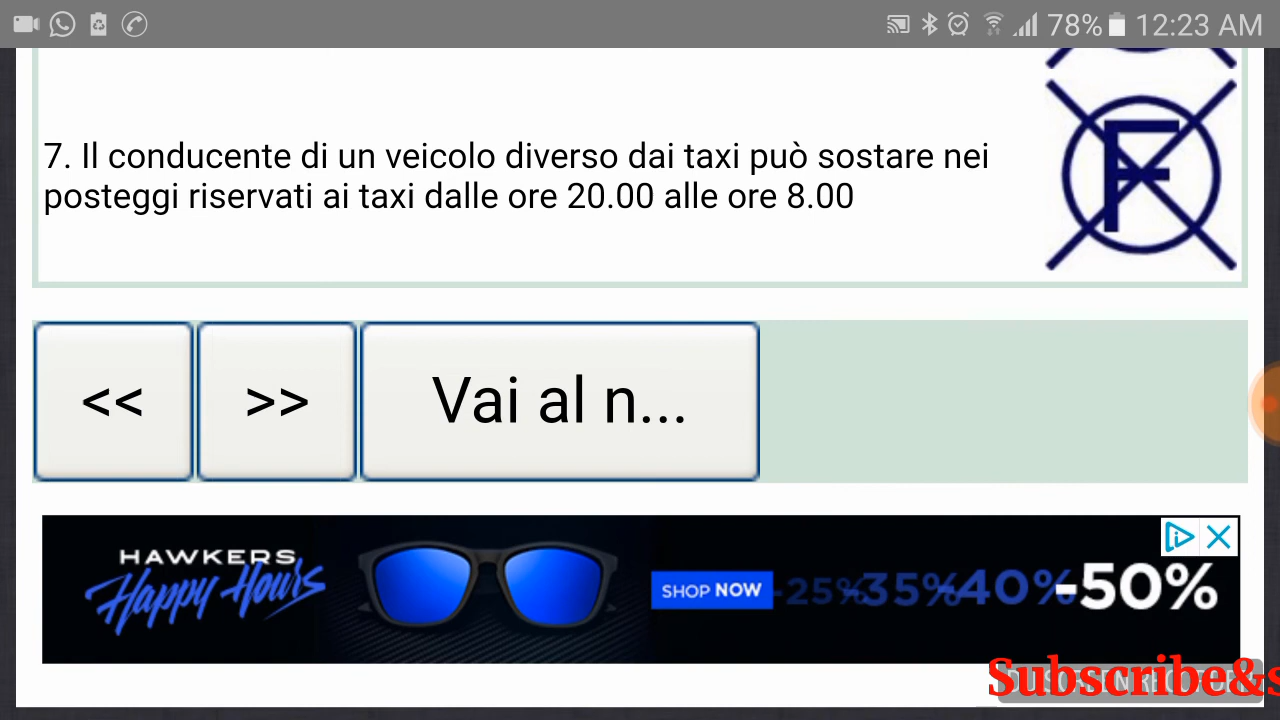 78% 12:23 AM
F
7. Il conducente di un veicolo diverso dai taxi può sostare nei
posteggi riservati ai taxi dalle ore 20.00 alle ore 8.00
<< >> Vai al n...
HAWKERS
Happy Hours
SHOP NOW -25% -35% -40% -50%
Subscribe&s